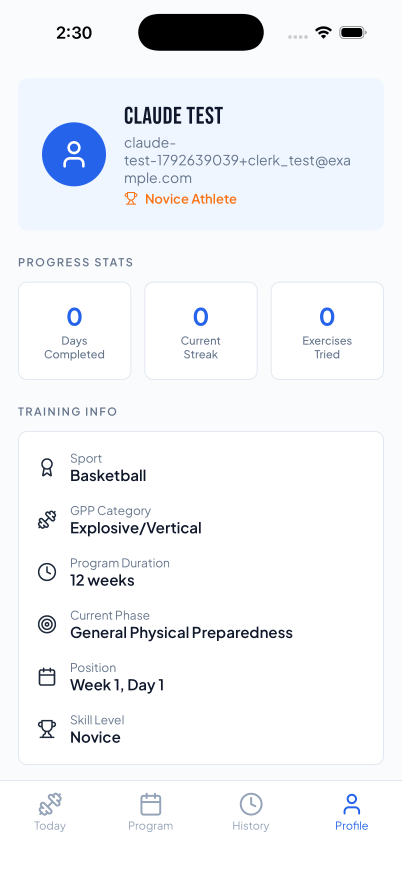 2:30
CLAUDE TEST
claude-
test-1792639039+clerk_test@exa
mple.com
Novice Athlete
PROGRESS STATS
0
Days
Completed
0
Current
Streak
0
Exercises
Tried
TRAINING INFO
Sport
Basketball
GPP Category
Explosive/Vertical
Program Duration
12 weeks
Current Phase
General Physical Preparedness
Position
Week 1, Day 1
Skill Level
Novice
Today
Program
History
Profile